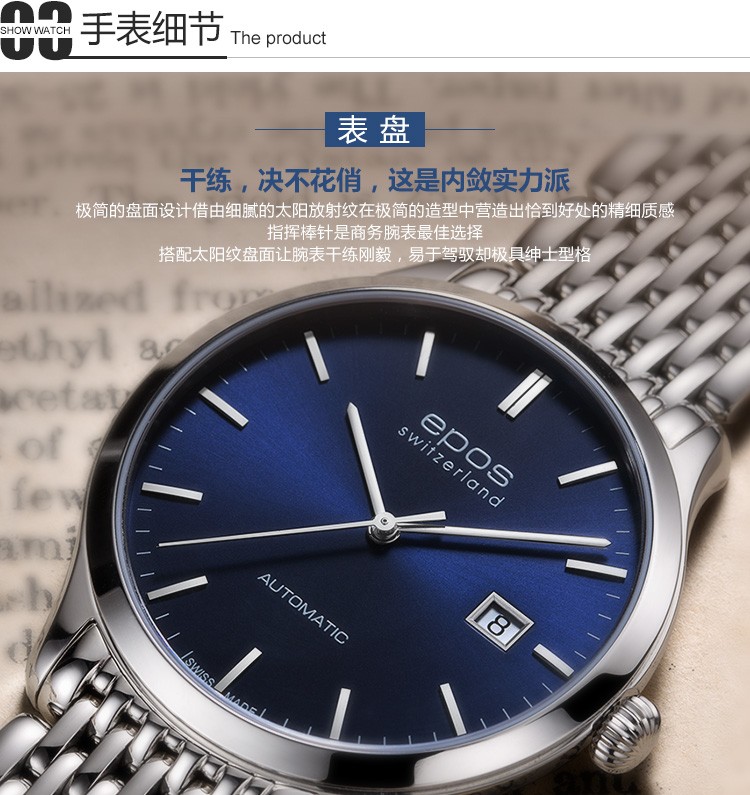 03
SHOW WATCH
手表细节 The product
表 盘
干练，决不花俏，这是内敛实力派
极简的盘面设计借由细腻的太阳放射纹在极简的造型中营造出恰到好处的精细质感
指挥棒针是商务腕表最佳选择
搭配太阳纹盘面让腕表干练刚毅，易于驾驭却极具绅士型格
epos
switzerland
AUTOMATIC
8
SWISS MADE
ailized from
ethyl
of
few